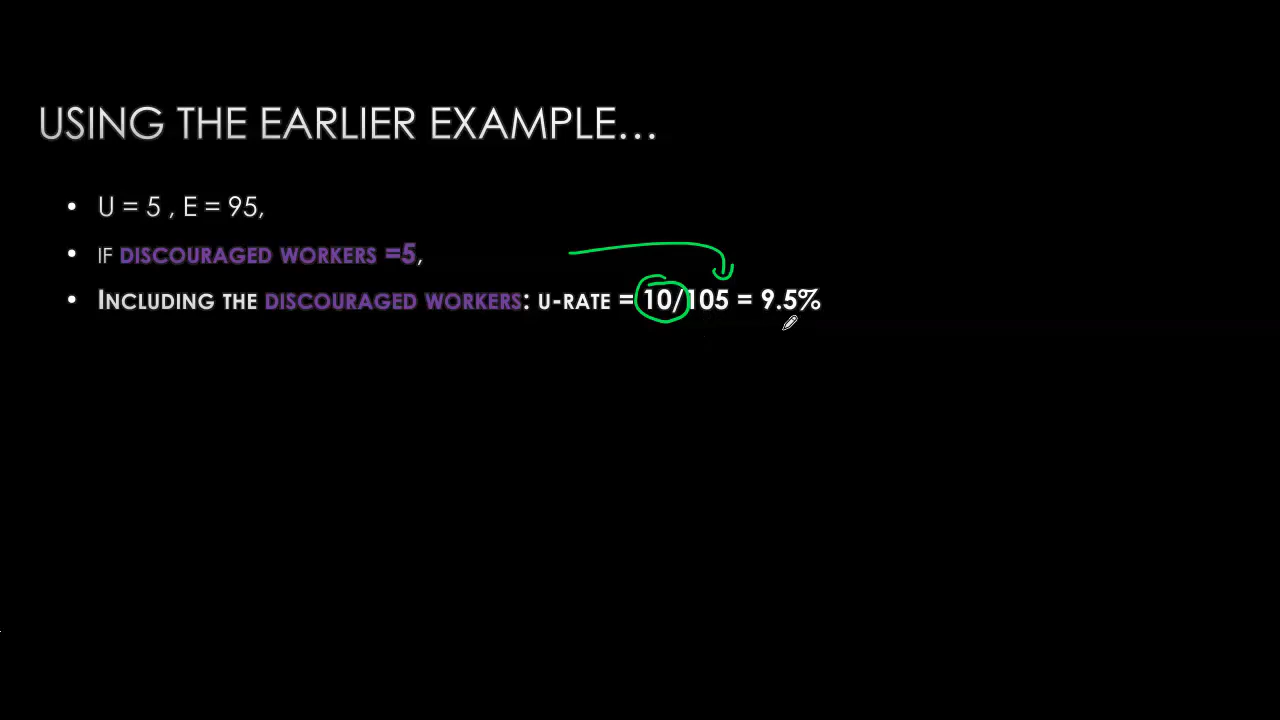 USING THE EARLIER EXAMPLE...
• U = 5 , E = 95,
• IF DISCOURAGED WORKERS =5,
• INCLUDING THE DISCOURAGED WORKERS: U-RATE = 10/105 = 9.5%